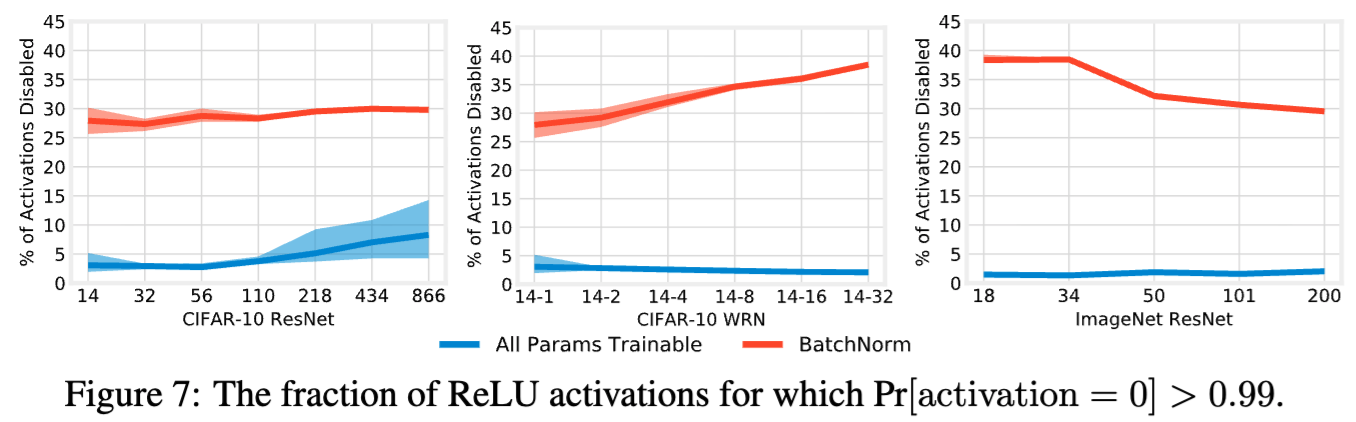 % of Activations Disabled
45
40
35
30
25
20
15
10
5
0
14 32 56 110 218 434 866
CIFAR-10 ResNet
% of Activations Disabled
45
40
35
30
25
20
15
10
5
0
14-1 14-2 14-4 14-8 14-16 14-32
CIFAR-10 WRN
% of Activations Disabled
45
40
35
30
25
20
15
10
5
0
18 34 50 101 200
ImageNet ResNet
All Params Trainable BatchNorm
Figure 7: The fraction of ReLU activations for which Pr[activation = 0] > 0.99.